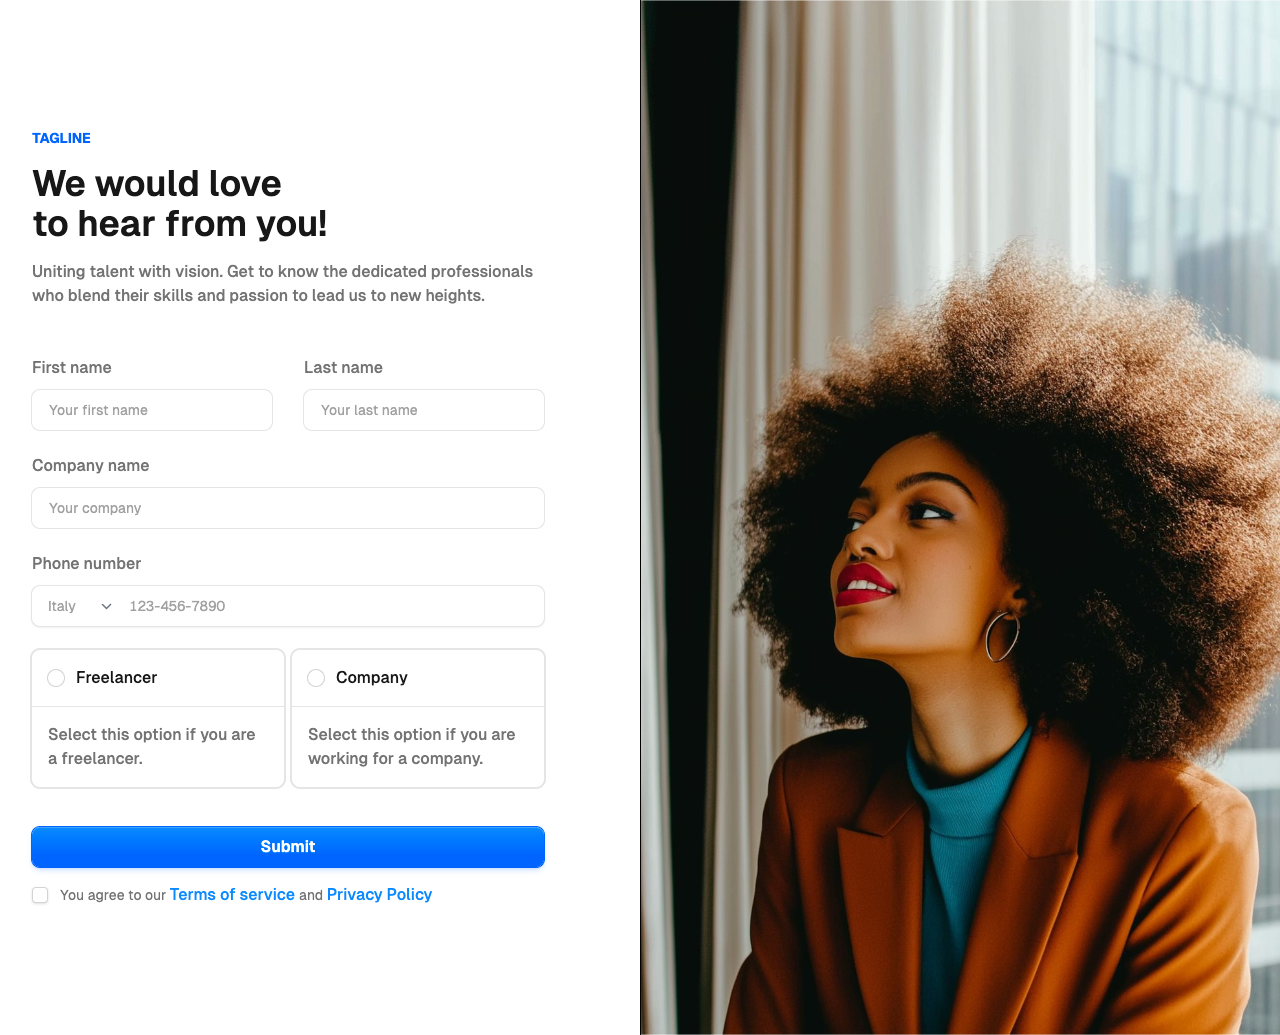 TAGLINE
We would love
to hear from you!
Uniting talent with vision. Get to know the dedicated professionals
who blend their skills and passion to lead us to new heights.
First name
Last name
Your first name
Your last name
Company name
Your company
Phone number
Italy
123-456-7890
Freelancer
Company
Select this option if you are
a freelancer.
Select this option if you are
working for a company.
Submit
You agree to our Terms of service and Privacy Policy